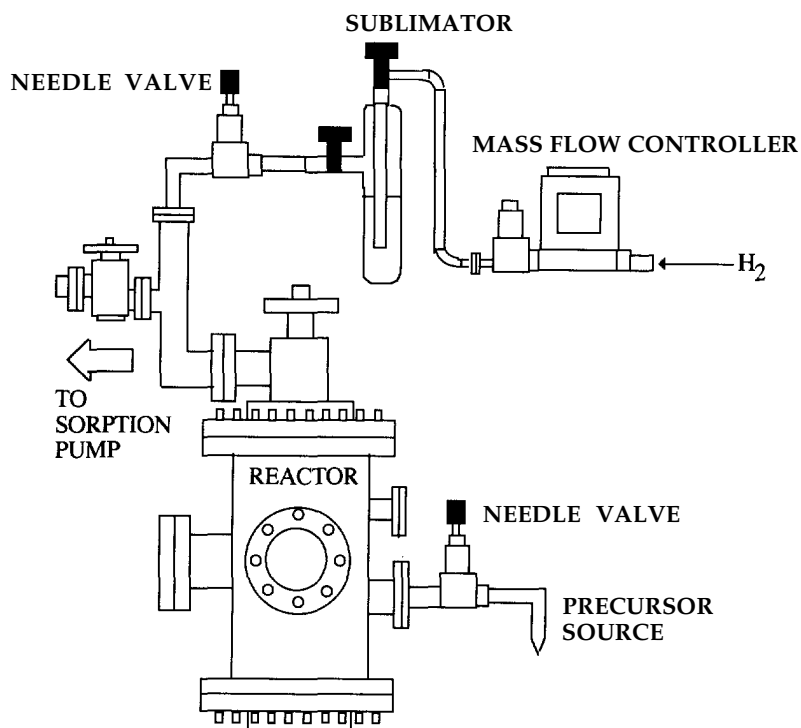 SUBLIMATOR
NEEDLE VALVE
MASS FLOW CONTROLLER
H₂
TO
SORPTION
PUMP
REACTOR
NEEDLE VALVE
PRECURSOR
SOURCE